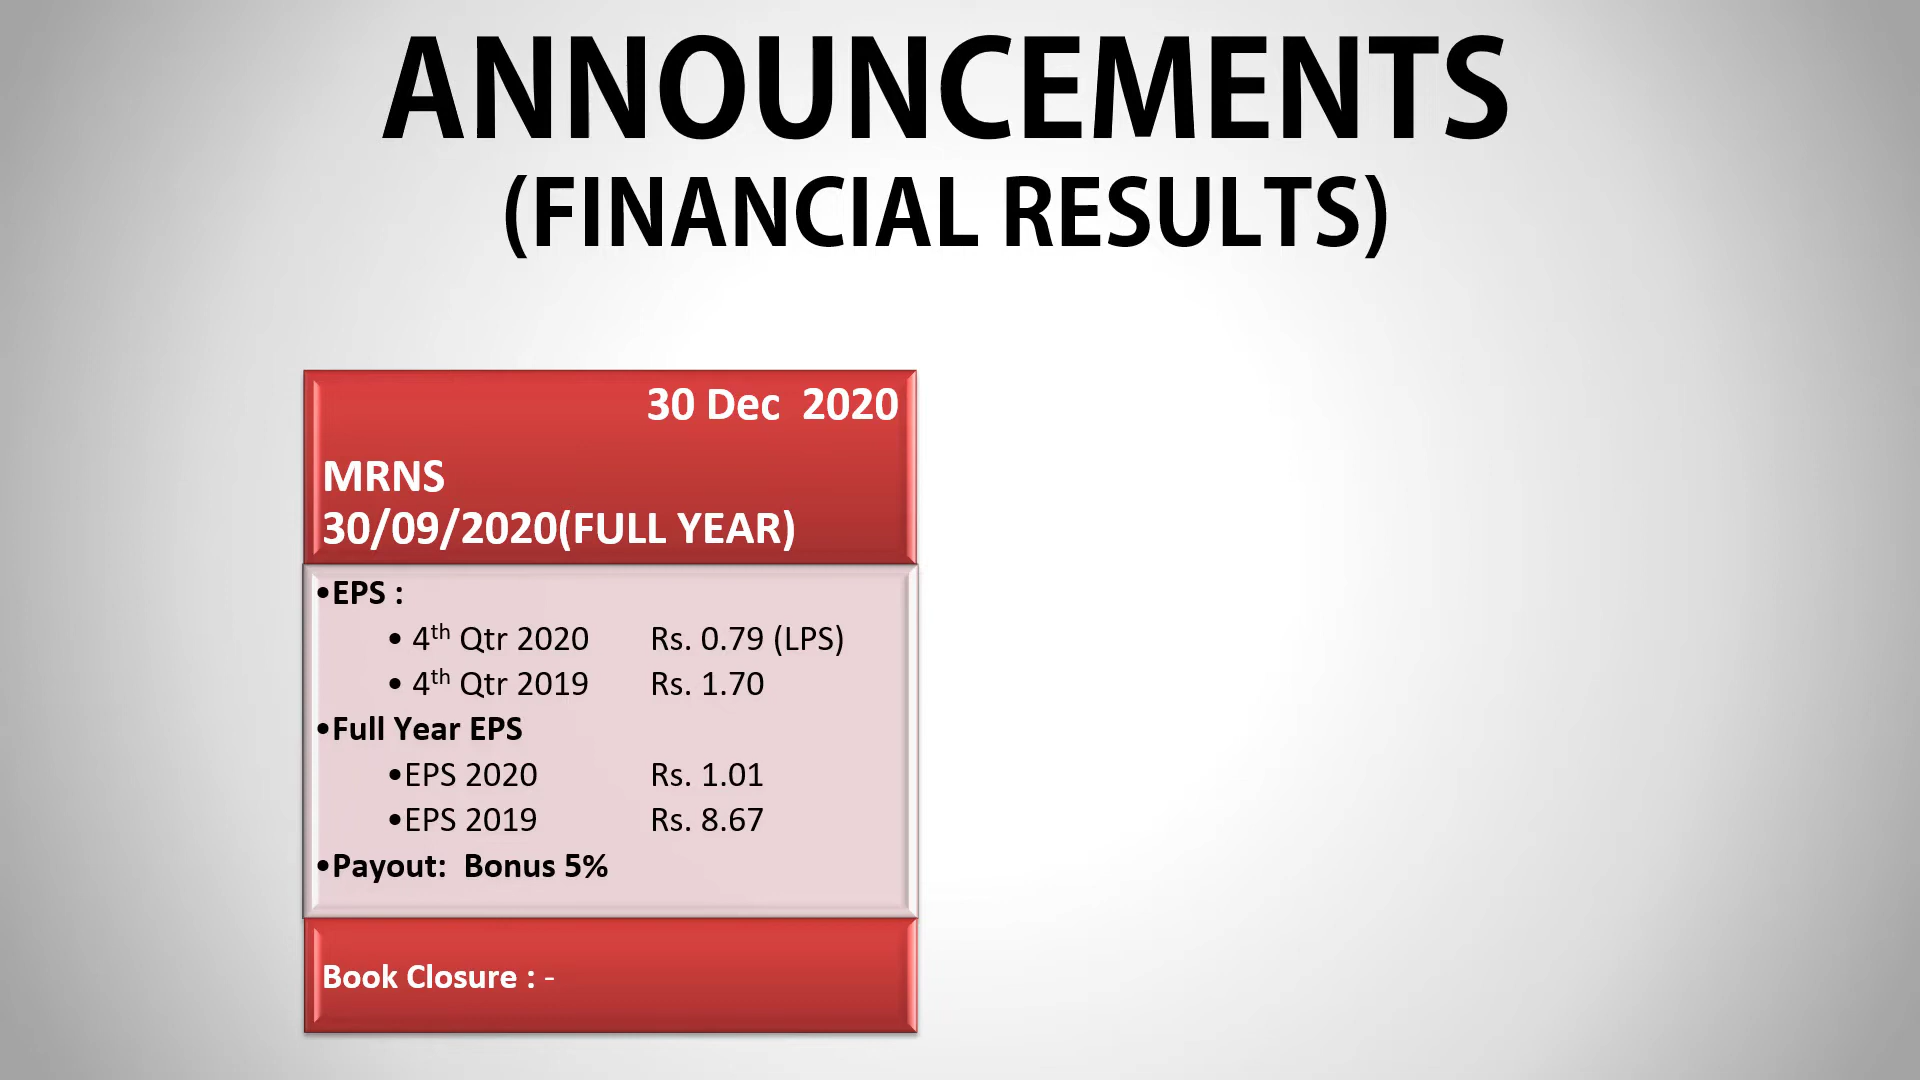 ANNOUNCEMENTS
(FINANCIAL RESULTS)
30 Dec 2020
MRNS
30/09/2020(FULL YEAR)
•EPS :
• 4th Qtr 2020 Rs. 0.79 (LPS)
• 4th Qtr 2019 Rs. 1.70
•Full Year EPS
•EPS 2020 Rs. 1.01
•EPS 2019 Rs. 8.67
•Payout: Bonus 5%
Book Closure : -